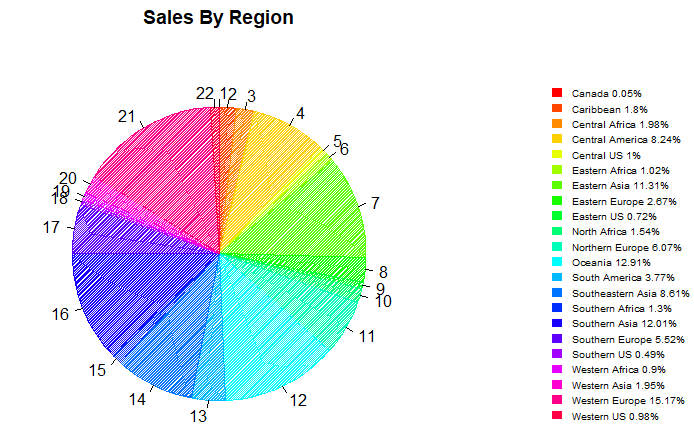 Sales By Region
22
1
2
3
4
5
6
7
8
9
10
11
12
13
14
15
16
17
18
19
20
21
Canada 0.05%
Caribbean 1.8%
Central Africa 1.98%
Central America 8.24%
Central US 1%
Eastern Africa 1.02%
Eastern Asia 11.31%
Eastern Europe 2.67%
Eastern US 0.72%
North Africa 1.54%
Northern Europe 6.07%
Oceania 12.91%
South America 3.77%
Southeastern Asia 8.61%
Southern Africa 1.3%
Southern Asia 12.01%
Southern Europe 5.52%
Southern US 0.49%
Western Africa 0.9%
Western Asia 1.95%
Western Europe 15.17%
Western US 0.98%